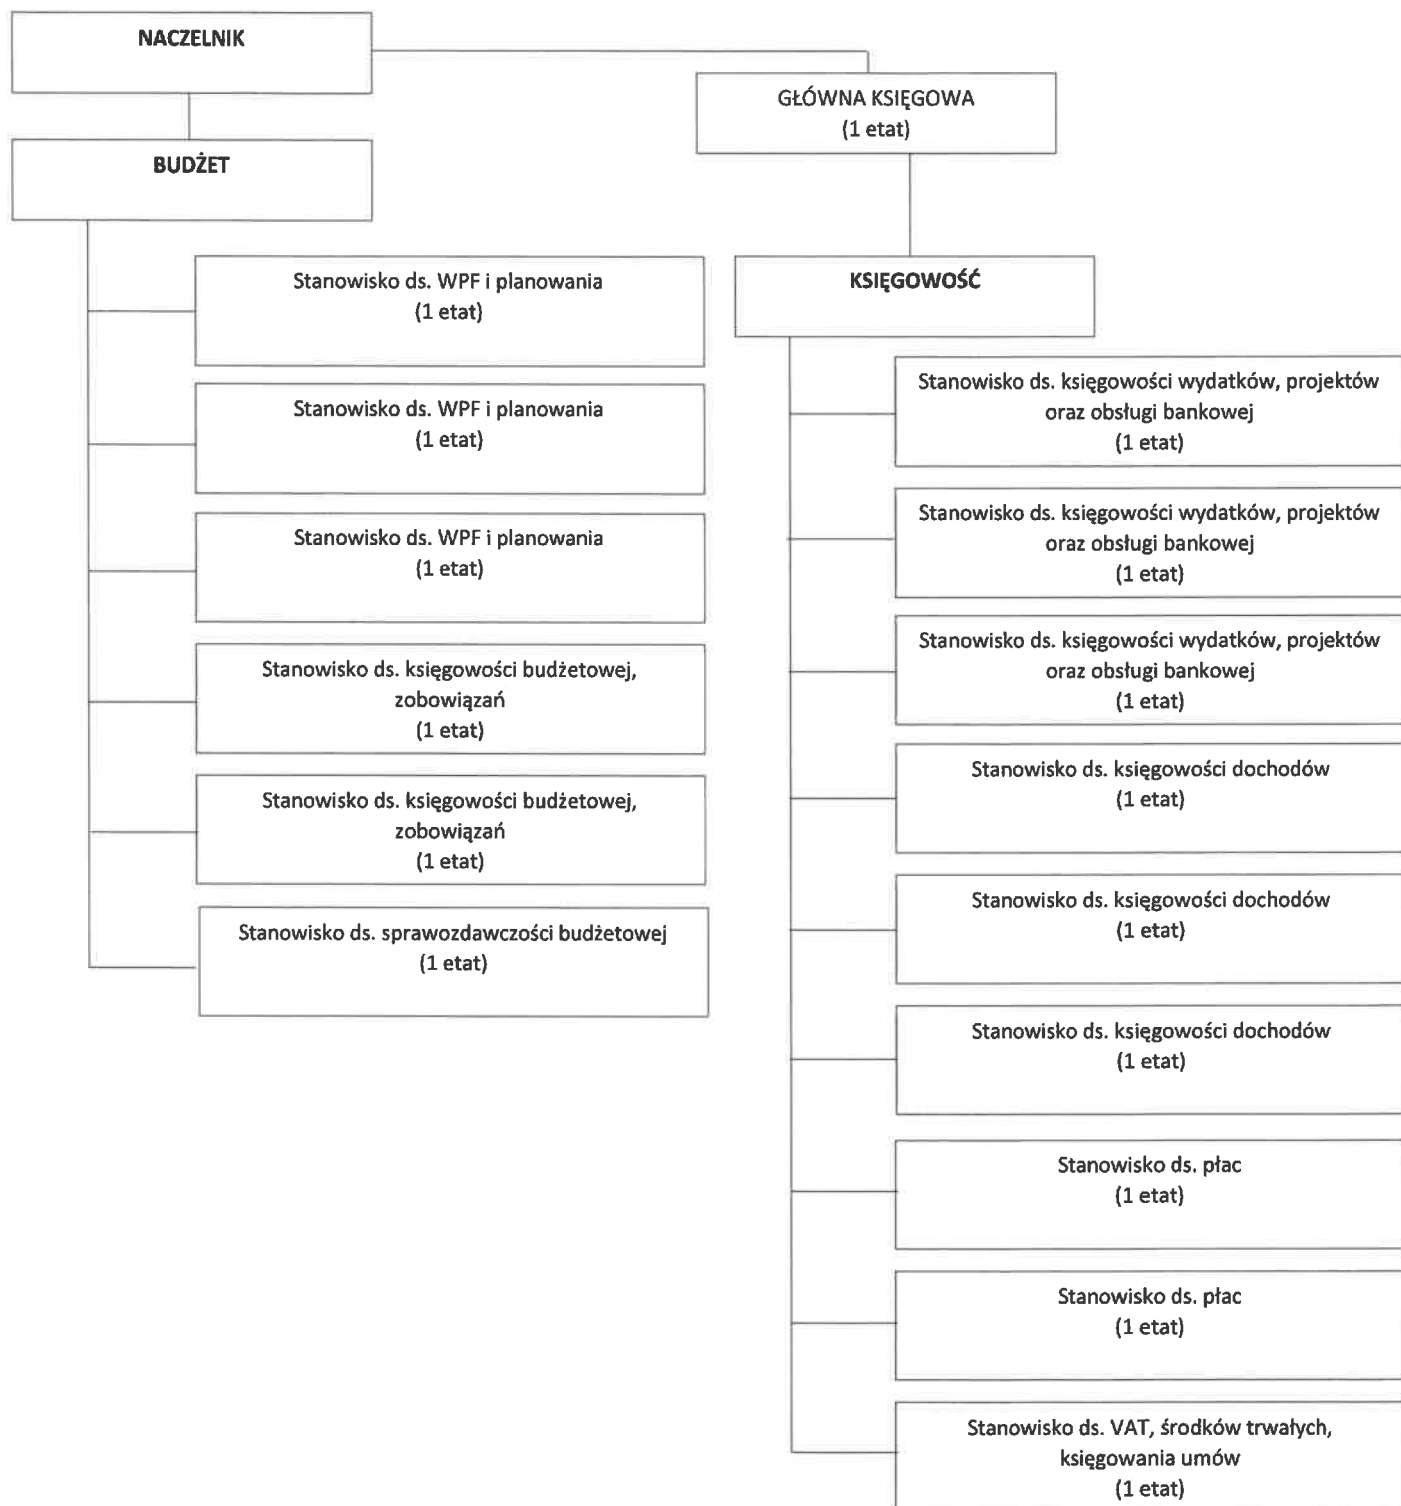 NACZELNIK
GŁÓWNA KSIĘGOWA
(1 etat)
BUDŻET
Stanowisko ds. WPF i planowania
(1 etat)
Stanowisko ds. WPF i planowania
(1 etat)
Stanowisko ds. WPF i planowania
(1 etat)
Stanowisko ds. księgowości budżetowej,
zobowiązań
(1 etat)
Stanowisko ds. księgowości budżetowej,
zobowiązań
(1 etat)
Stanowisko ds. sprawozdawczości budżetowej
(1 etat)
KSIĘGOWOŚĆ
Stanowisko ds. księgowości wydatków, projektów
oraz obsługi bankowej
(1 etat)
Stanowisko ds. księgowości wydatków, projektów
oraz obsługi bankowej
(1 etat)
Stanowisko ds. księgowości wydatków, projektów
oraz obsługi bankowej
(1 etat)
Stanowisko ds. księgowości dochodów
(1 etat)
Stanowisko ds. księgowości dochodów
(1 etat)
Stanowisko ds. księgowości dochodów
(1 etat)
Stanowisko ds. płac
(1 etat)
Stanowisko ds. płac
(1 etat)
Stanowisko ds. VAT, środków trwałych,
księgowania umów
(1 etat)